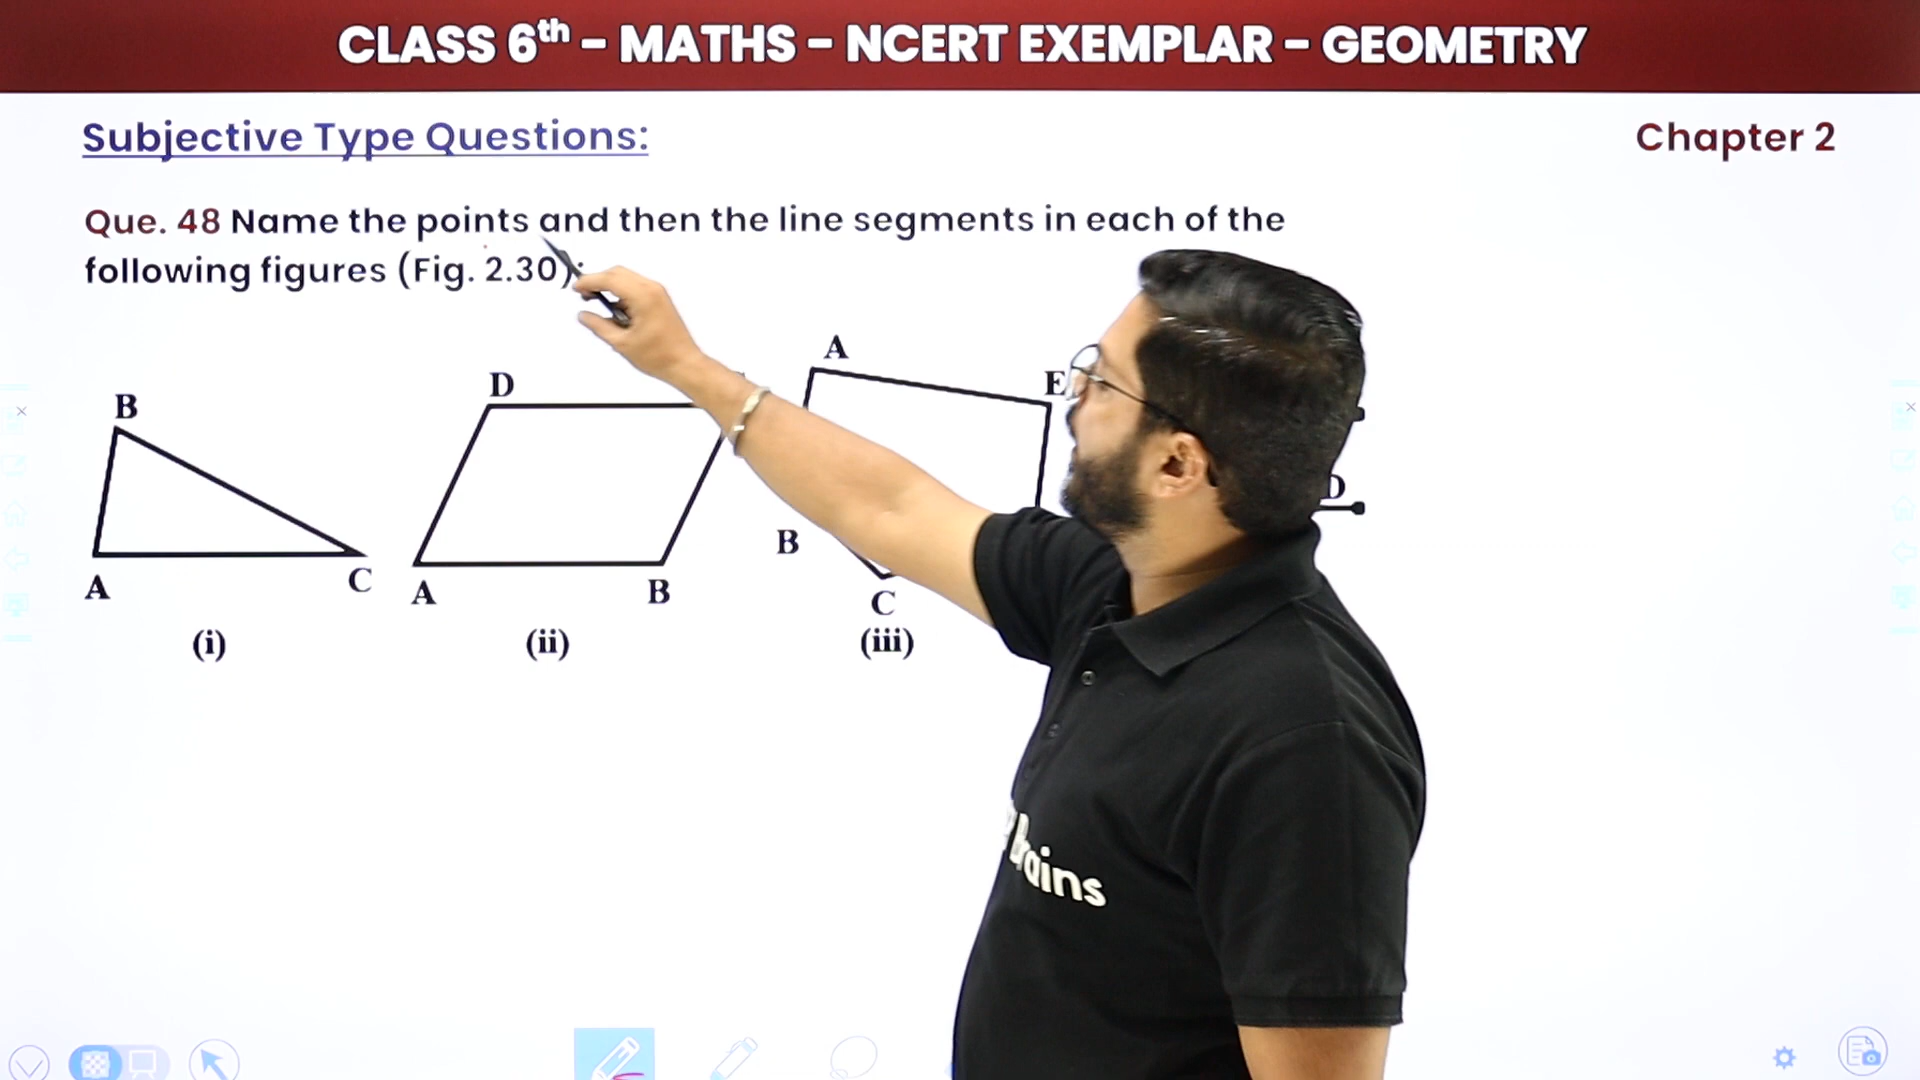 CLASS 6th – MATHS – NCERT EXEMPLAR – GEOMETRY
Subjective Type Questions:
Chapter 2
Que. 48 Name the points and then the line segments in each of the
following figures (Fig. 2.30):
A
D
E
B
D
B
A
C
A
B
C
(i)
(ii)
(iii)
Brains